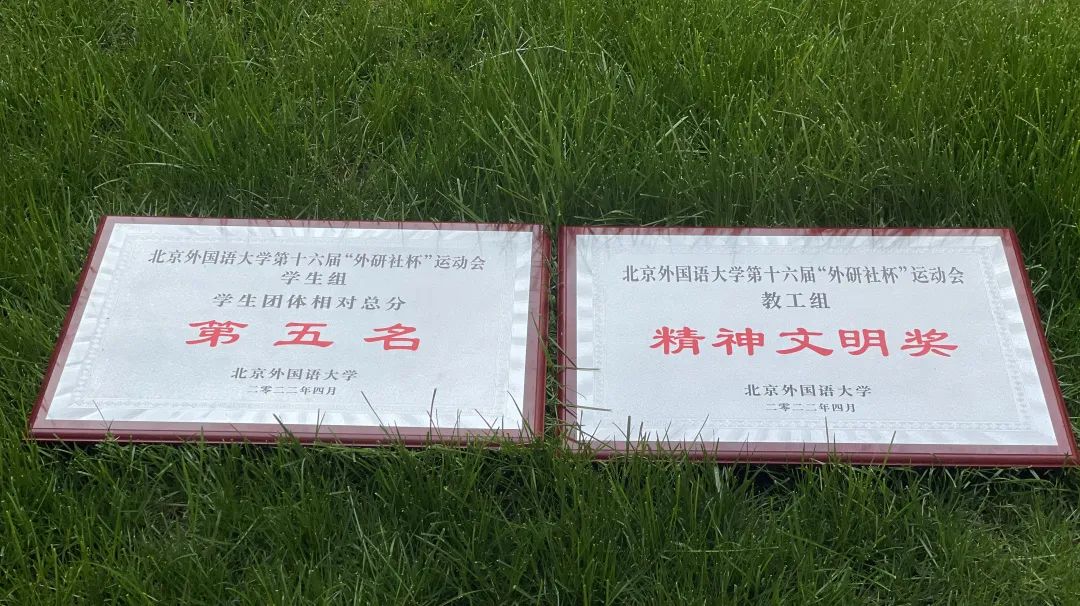 北京外国语大学第十六届“外研社杯”运动会
学生组
学生团体相对总分
第五名
北京外国语大学
二零二二年四月
北京外国语大学第十六届“外研社杯”运动会
教工组
精神文明奖
北京外国语大学
二零二二年四月